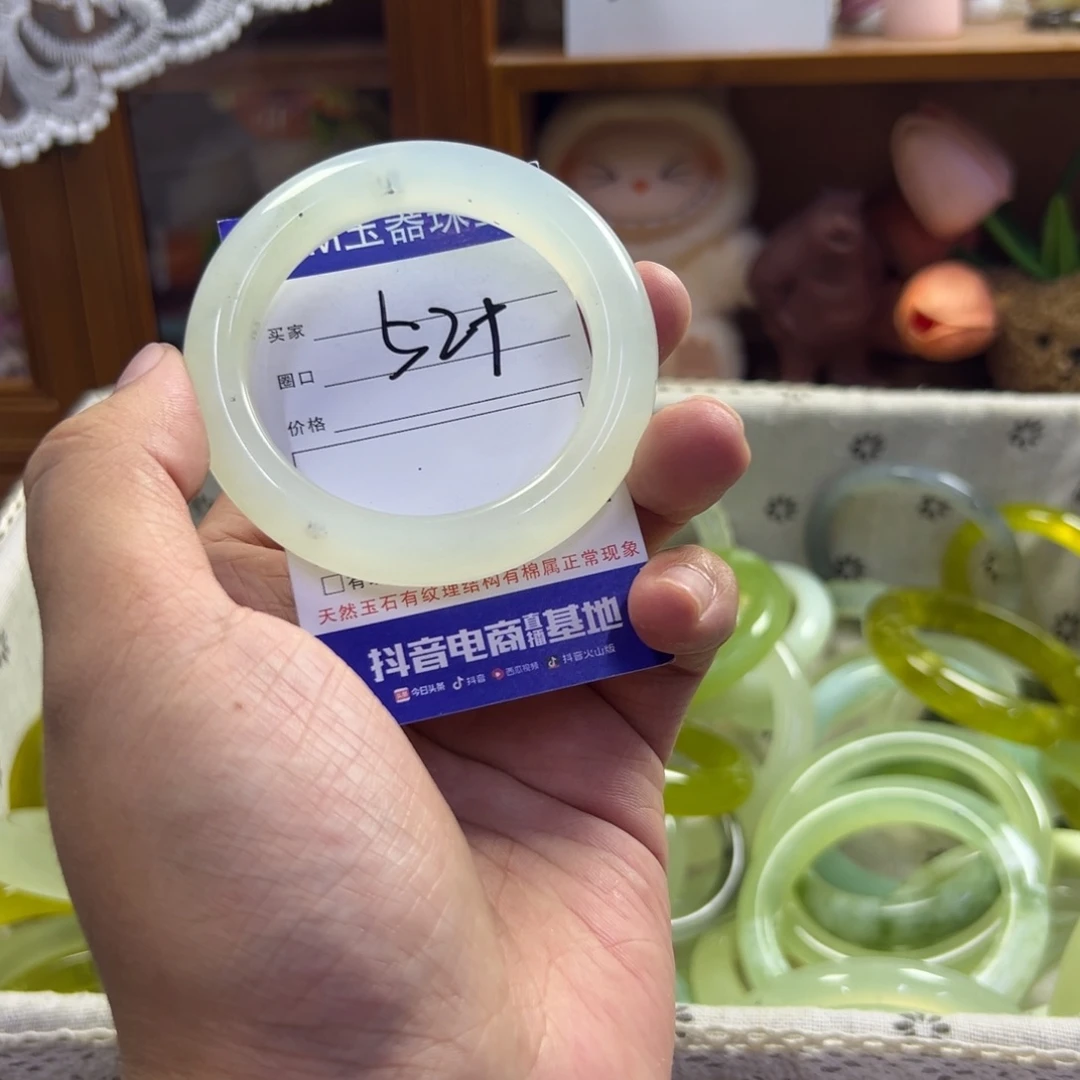 玉器珠
买家
52+
圈口
价格
天然玉石有纹理结构有棉属正常现象
抖音电商直播基地
今日头条 抖音 西瓜视频 抖音火山版